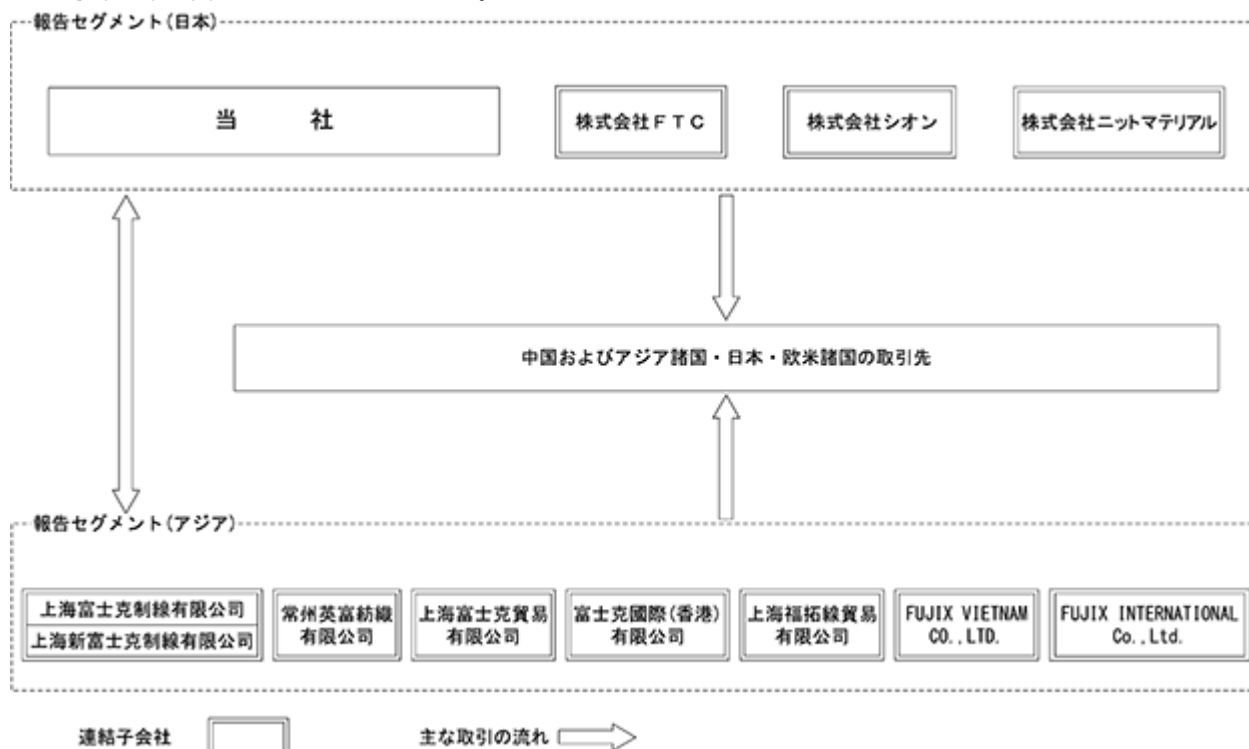 報告セグメント(日本)
当 社
株式会社FTC
株式会社シオン
株式会社ニットマテリアル
中国およびアジア諸国・日本・欧米諸国の取引先
報告セグメント(アジア)
上海富士克制線有限公司
上海新富士克制線有限公司
常州英富紡織
有限公司
上海富士克貿易
有限公司
富士克國際(香港)
有限公司
上海福拓線貿易
有限公司
FUJIX VIETNAM
CO.,LTD.
FUJIX INTERNATIONAL
Co.,Ltd.
連結子会社
主な取引の流れ